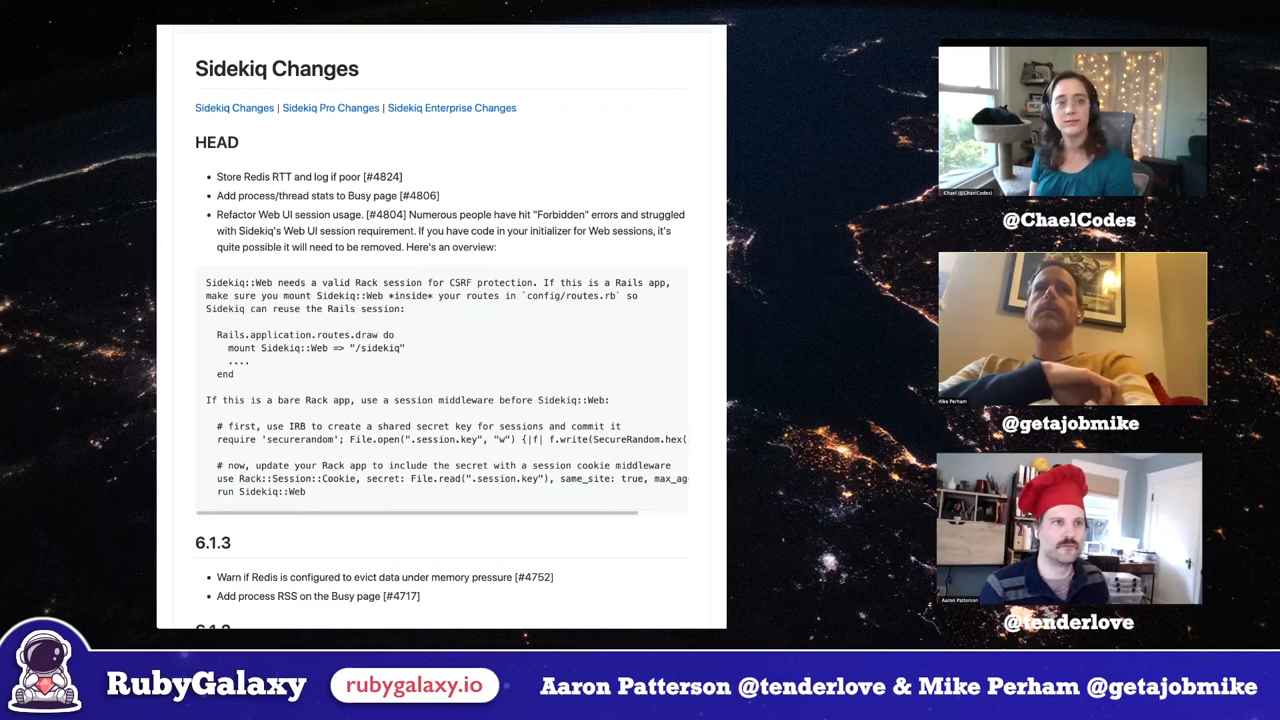 Sidekiq Changes
Sidekiq Changes | Sidekiq Pro Changes | Sidekiq Enterprise Changes
HEAD
• Store Redis RTT and log if poor [#4824]
• Add process/thread stats to Busy page [#4806]
• Refactor Web UI session usage. [#4804] Numerous people have hit "Forbidden" errors and struggled
with Sidekiq's Web UI session requirement. If you have code in your initializer for Web sessions, it's
quite possible it will need to be removed. Here's an overview:
Sidekiq::Web needs a valid Rack session for CSRF protection. If this is a Rails app,
make sure you mount Sidekiq::Web *inside* your routes in `config/routes.rb` so
Sidekiq can reuse the Rails session:
Rails.application.routes.draw do
mount Sidekiq::Web => "/sidekiq"
....
end
If this is a bare Rack app, use a session middleware before Sidekiq::Web:
# first, use IRB to create a shared secret key for sessions and commit it
require 'securerandom'; File.open(".session.key", "w") {|f| f.write(SecureRandom.hex(
# now, update your Rack app to include the secret with a session cookie middleware
use Rack::Session::Cookie, secret: File.read(".session.key"), same_site: true, max_ag
run Sidekiq::Web
6.1.3
• Warn if Redis is configured to evict data under memory pressure [#4752]
• Add process RSS on the Busy page [#4717]
Chael (@ChaelCodes)
@ChaelCodes
Mike Perham
@getajobmike
Aaron Patterson
@tenderlove
RubyGalaxy
rubygalaxy.io
Aaron Patterson @tenderlove & Mike Perham @getajobmike